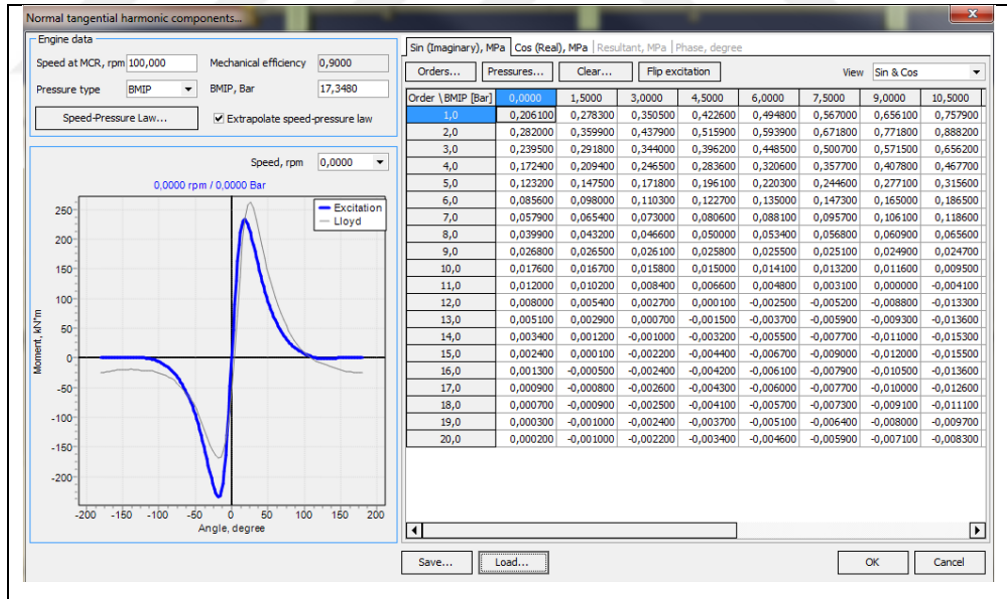 Normal tangential harmonic components...
Engine data
Speed at MCR, rpm 100,000 Mechanical efficiency 0,9000
Pressure type BMIP BMIP, Bar 17,3480
Speed-Pressure Law... Extrapolate speed-pressure law
Speed, rpm 0,0000
0,0000 rpm / 0,0000 Bar
Excitation
Lloyd
250
200
150
100
50
0
-50
-100
-150
-200
Moment, kN*m
-200 -150 -100 -50 0 50 100 150 200
Angle, degree
Sin (Imaginary), MPa Cos (Real), MPa Resultant, MPa Phase, degree
Orders... Pressures... Clear... Flip excitation View Sin & Cos
Order \ BMIP [Bar] 0,0000 1,5000 3,0000 4,5000 6,0000 7,5000 9,0000 10,5000
1,0 0,206100 0,278300 0,350500 0,422600 0,494800 0,567000 0,656100 0,757900
2,0 0,282000 0,359900 0,437900 0,515900 0,593900 0,671800 0,771800 0,888200
3,0 0,239500 0,291800 0,344000 0,396200 0,448500 0,500700 0,571500 0,656200
4,0 0,172400 0,209400 0,246500 0,283600 0,320600 0,357700 0,407800 0,467700
5,0 0,123200 0,147500 0,171800 0,196100 0,220300 0,244600 0,277100 0,315600
6,0 0,085600 0,098000 0,110300 0,122700 0,135000 0,147300 0,165000 0,186500
7,0 0,057900 0,065400 0,073000 0,080600 0,088100 0,095700 0,106100 0,118600
8,0 0,039900 0,043200 0,046600 0,050000 0,053400 0,056800 0,060900 0,065600
9,0 0,026800 0,026500 0,026100 0,025800 0,025500 0,025100 0,024900 0,024700
10,0 0,017600 0,016700 0,015800 0,015000 0,014100 0,013200 0,011600 0,009500
11,0 0,012000 0,010200 0,008400 0,006600 0,004800 0,003100 0,000000 -0,004100
12,0 0,008000 0,005400 0,002700 0,000100 -0,002500 -0,005200 -0,008800 -0,013300
13,0 0,005100 0,002900 0,000700 -0,001500 -0,003700 -0,005900 -0,009300 -0,013600
14,0 0,003400 0,001200 -0,001000 -0,003200 -0,005500 -0,007700 -0,011000 -0,015300
15,0 0,002400 0,000100 -0,002200 -0,004400 -0,006700 -0,009000 -0,012000 -0,015500
16,0 0,001300 -0,000500 -0,002400 -0,004200 -0,006100 -0,007900 -0,010500 -0,013600
17,0 0,000900 -0,000800 -0,002600 -0,004300 -0,006000 -0,007700 -0,010000 -0,012600
18,0 0,000700 -0,000900 -0,002500 -0,004100 -0,005700 -0,007300 -0,009100 -0,011100
19,0 0,000300 -0,001000 -0,002400 -0,003700 -0,005100 -0,006400 -0,008000 -0,009700
20,0 0,000200 -0,001000 -0,002200 -0,003400 -0,004600 -0,005900 -0,007100 -0,008300
Save... Load... OK Cancel